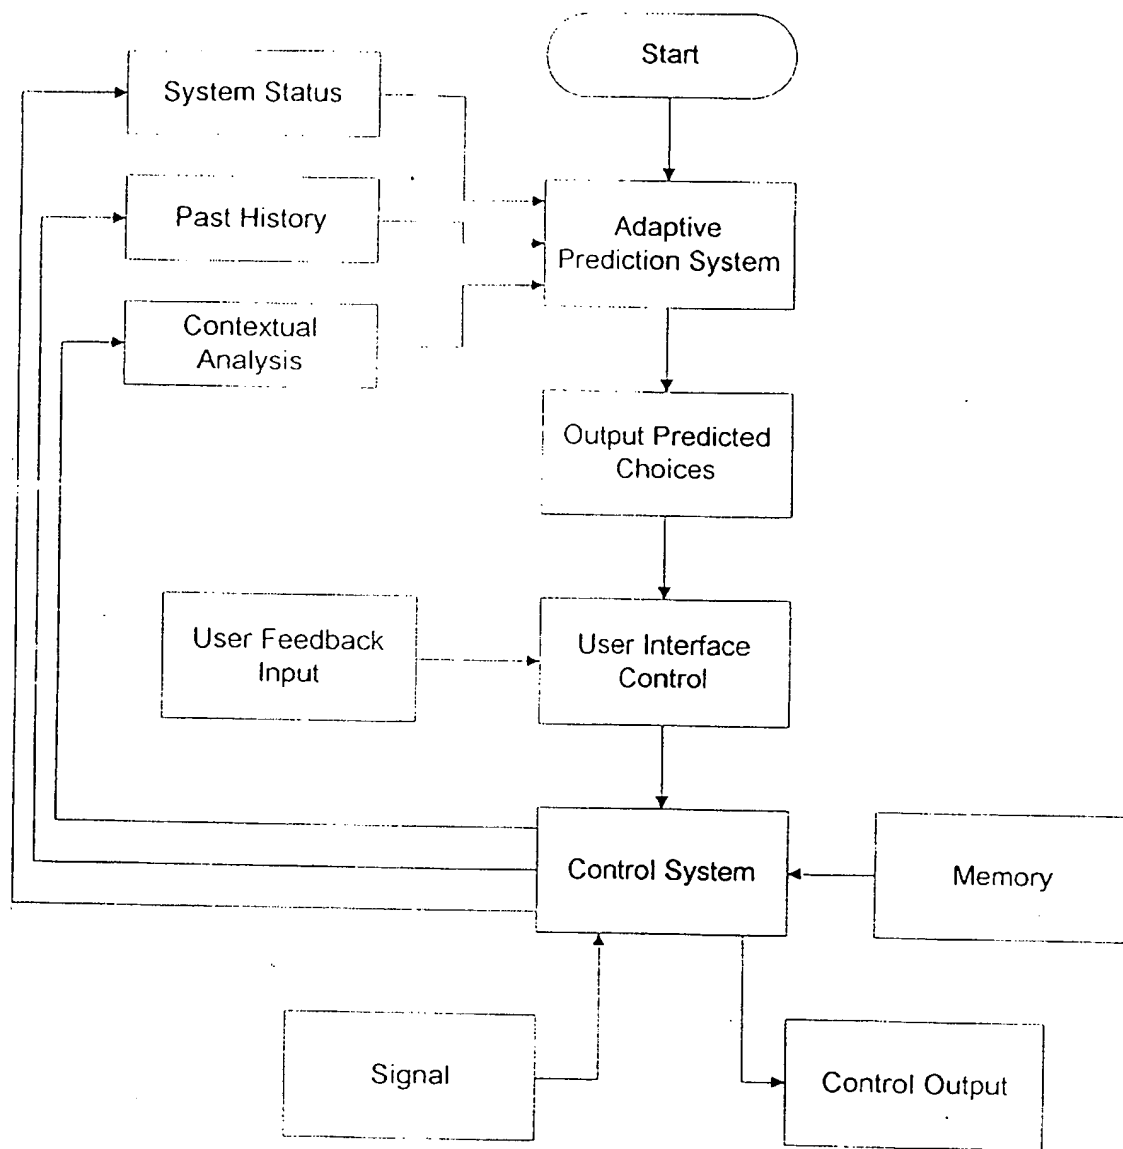 Start
System Status
Past History
Adaptive
Prediction System
Contextual
Analysis
Output Predicted
Choices
User Feedback
Input
User Interface
Control
Control System
Memory
Signal
Control Output